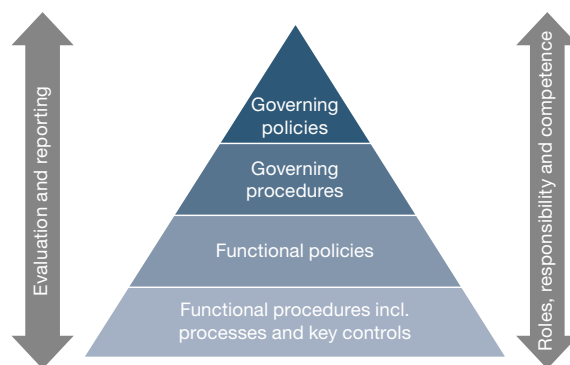 Evaluation and reporting
Governing
policies
Governing
procedures
Functional policies
Functional procedures incl.
processes and key controls
Roles, responsibility and competence